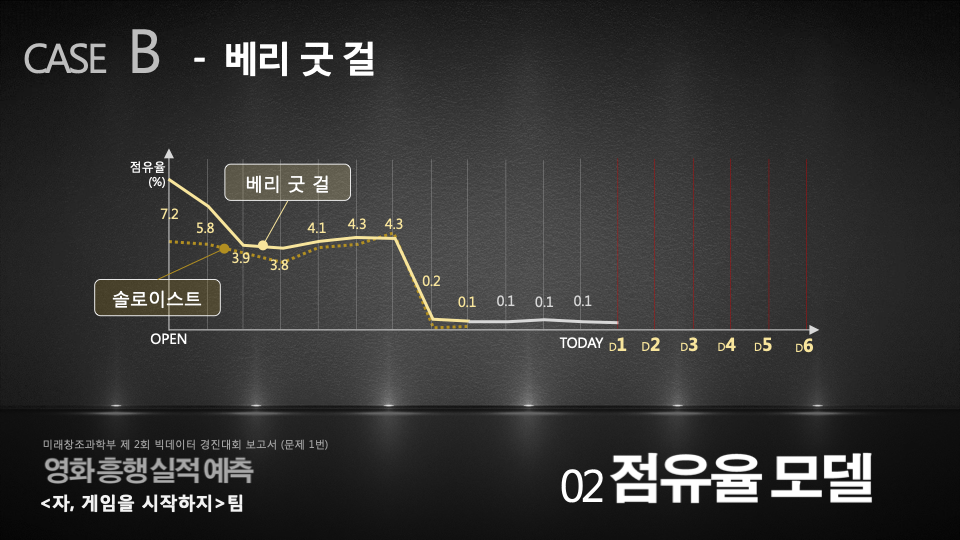 CASE B - 베리 굿 걸
점유율
(%)
베리 굿 걸
7.2
5.8
3.9
3.8
4.1
4.3
4.3
0.2
0.1
0.1
0.1
0.1
솔로이스트
OPEN
TODAY
D1 D2 D3 D4 D5 D6
미래창조과학부 제 2회 빅데이터 경진대회 보고서 (문제 1번)
영화 흥행 실적 예측
<자, 게임을 시작하지>팀
02 점유율 모델